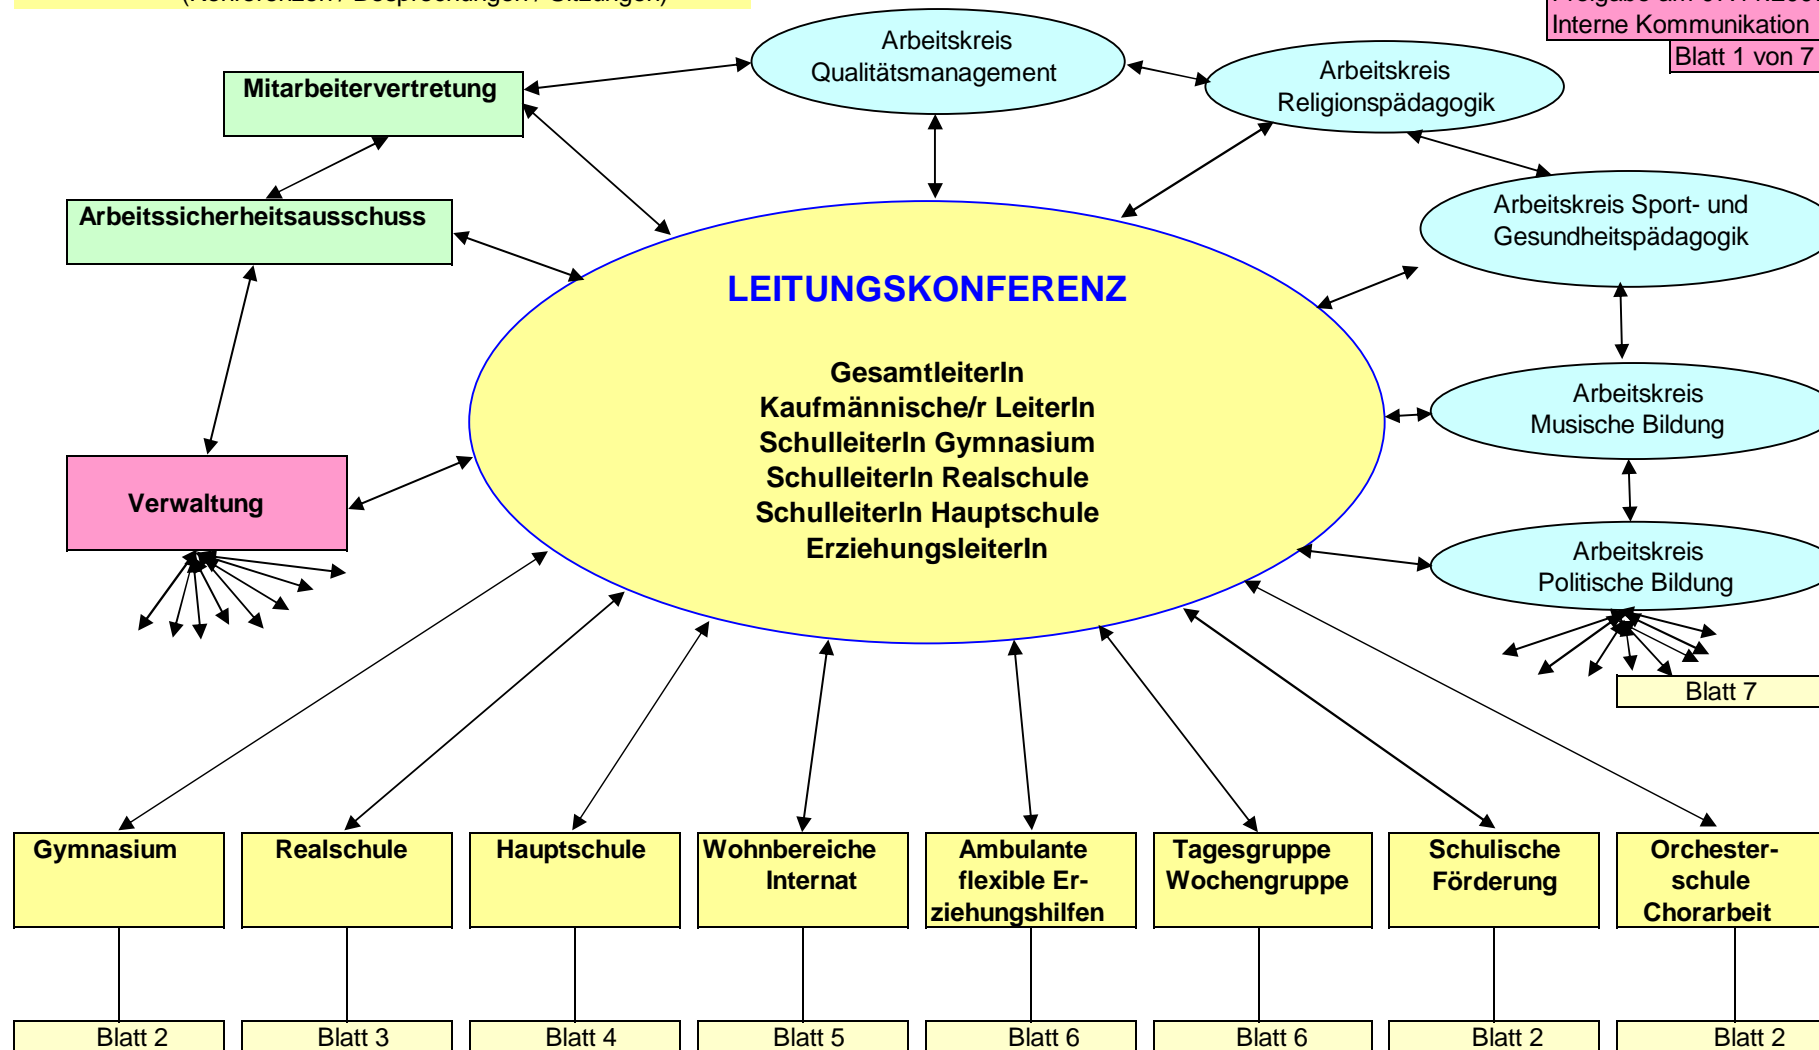 (Konferenzen / Besprechungen / Sitzungen)
Interne Kommunikation
Blatt 1 von 7
Arbeitskreis
Qualitätsmanagement
Arbeitskreis
Religionspädagogik
Mitarbeitervertretung
Arbeitssicherheitsausschuss
Arbeitskreis Sport- und
Gesundheitspädagogik
LEITUNGSKONFERENZ
GesamtleiterIn
Kaufmännische/r LeiterIn
SchulleiterIn Gymnasium
SchulleiterIn Realschule
SchulleiterIn Hauptschule
ErziehungsleiterIn
Arbeitskreis
Musische Bildung
Verwaltung
Arbeitskreis
Politische Bildung
Blatt 7
Gymnasium
Realschule
Hauptschule
Wohnbereiche
Internat
Ambulante
flexible Er-
ziehungshilfen
Tagesgruppe
Wochengruppe
Schulische
Förderung
Orchester-
schule
Chorarbeit
Blatt 2
Blatt 3
Blatt 4
Blatt 5
Blatt 6
Blatt 6
Blatt 2
Blatt 2